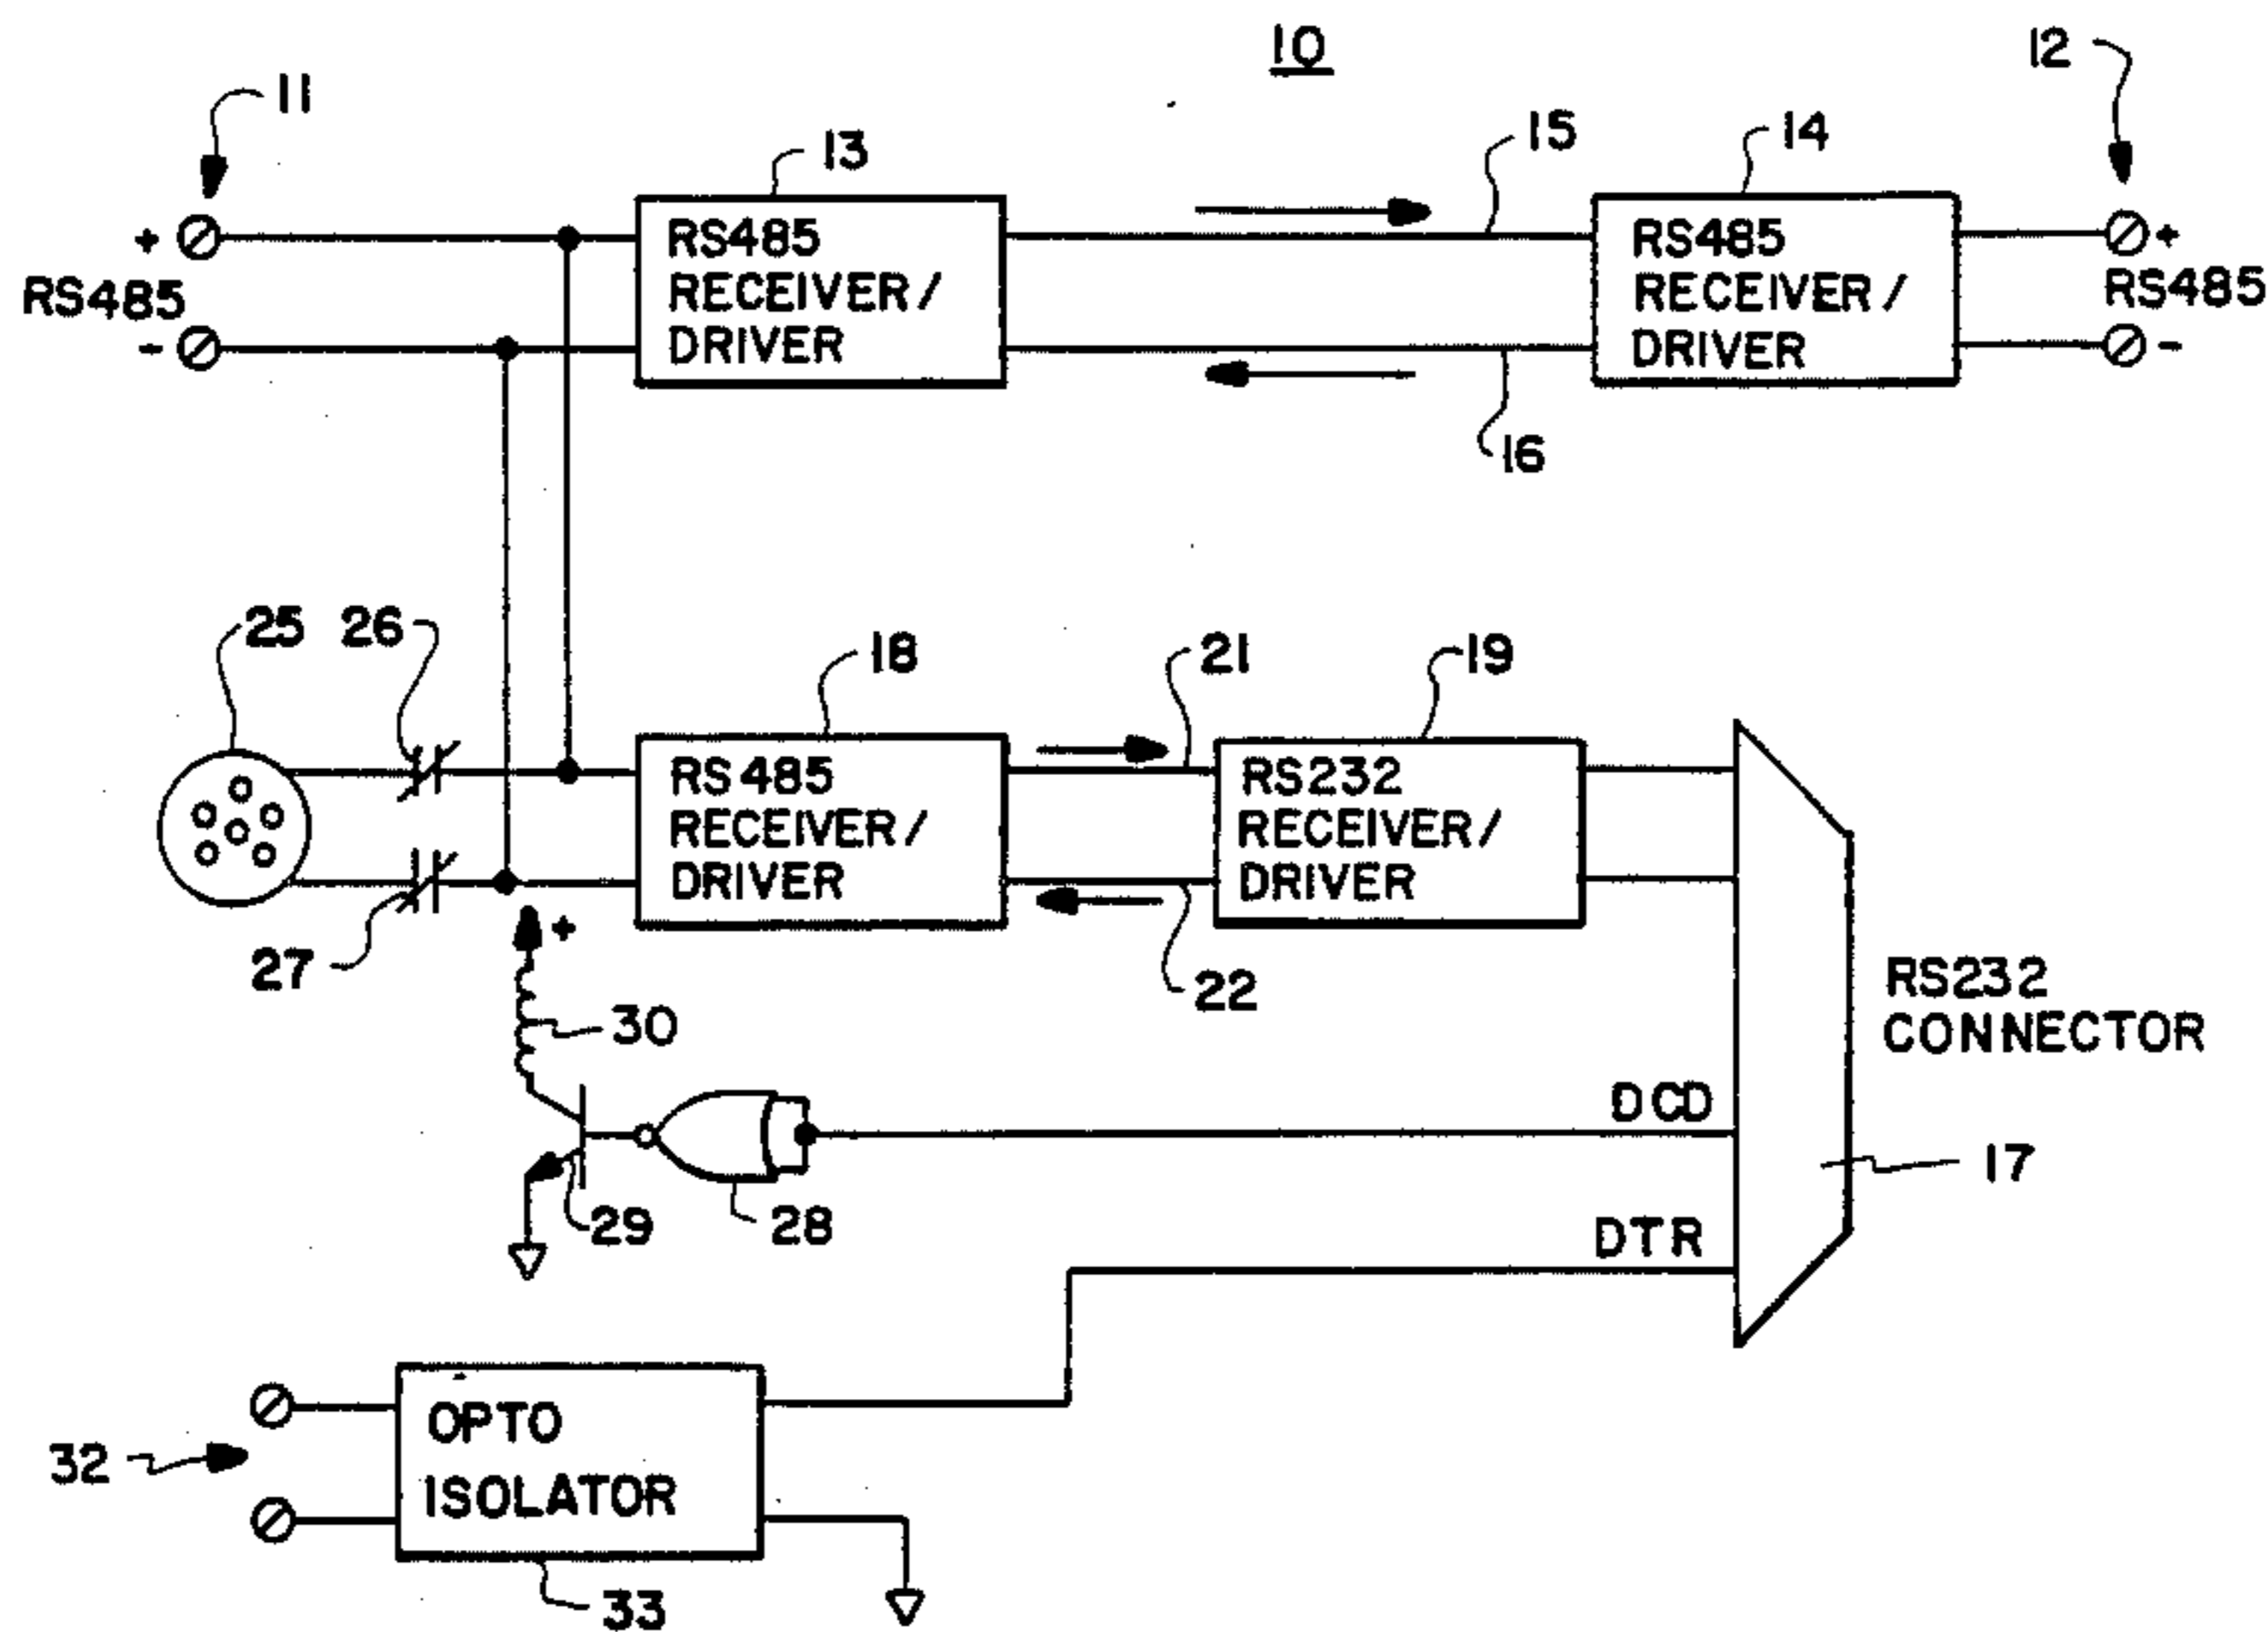 10
12
11
13
15
14
+
RS485
-
RS485
RECEIVER/
DRIVER
RS485
RECEIVER/
DRIVER
+
RS485
-
16
25
26
18
21
19
RS485
RECEIVER/
DRIVER
RS232
RECEIVER/
DRIVER
27
+
22
30
RS232
CONNECTOR
DCD
17
29
28
DTR
32
OPTO
ISOLATOR
33